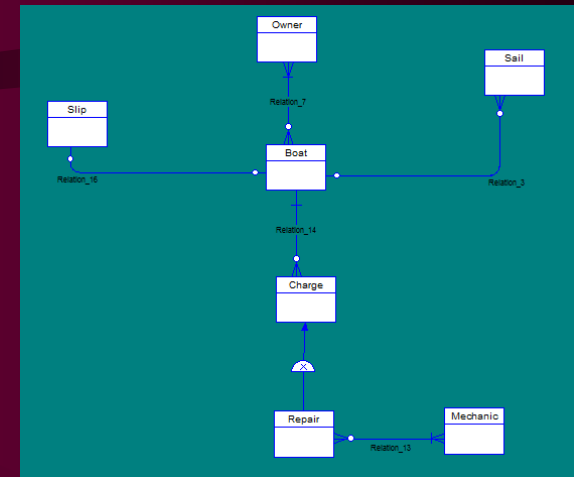 Owner
Sail
Relation_7
Slip
Boat
Relation_16
Relation_3
Relation_14
Charge
Repair
Mechanic
Relation_13